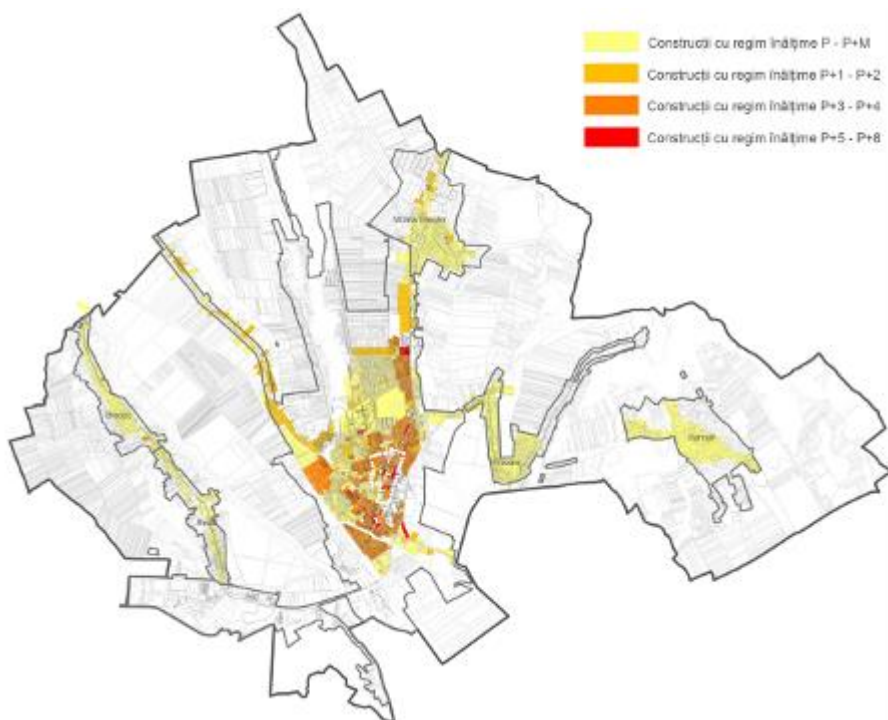 Construcții cu regim înălțime P - P+M
Construcții cu regim înălțime P+1 - P+2
Construcții cu regim înălțime P+3 - P+4
Construcții cu regim înălțime P+5 - P+8